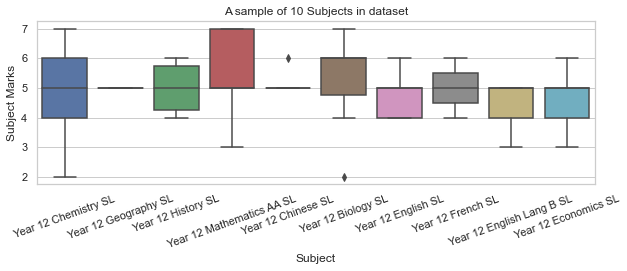 A sample of 10 Subjects in dataset
Subject Marks
7
6
5
4
3
2
Year 12 Chemistry SL
Year 12 Geography SL
Year 12 History SL
Year 12 Mathematics AA SL
Year 12 Chinese SL
Year 12 Biology SL
Year 12 English SL
Year 12 French SL
Year 12 English Lang B SL
Year 12 Economics SL
Subject